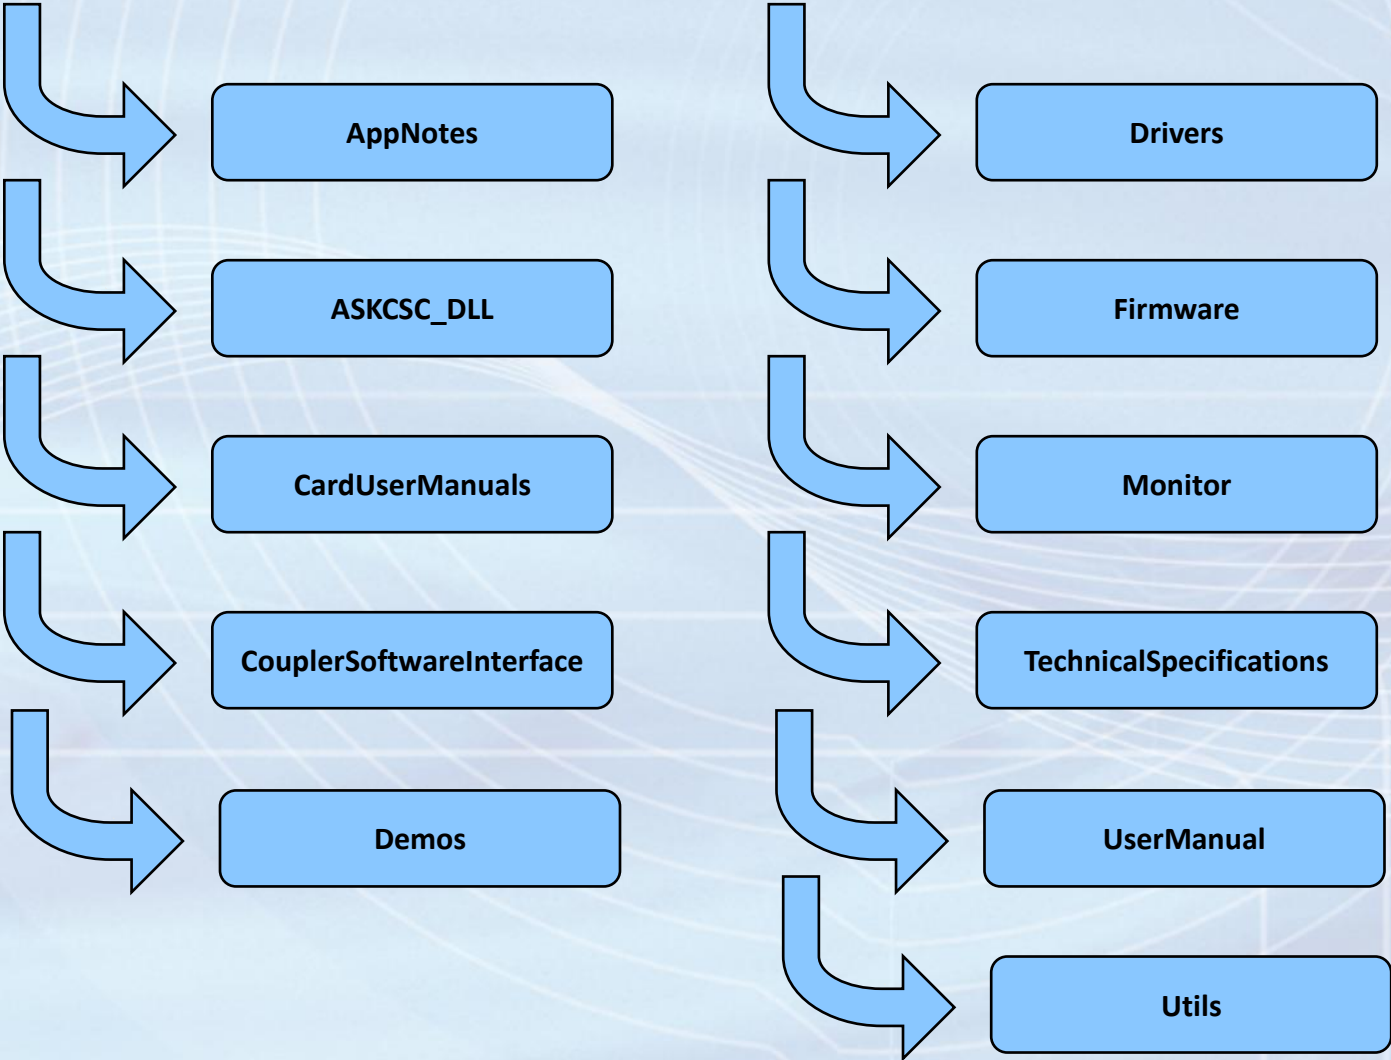 AppNotes
ASKCSC_DLL
CardUserManuals
CouplerSoftwareInterface
Demos
Drivers
Firmware
Monitor
TechnicalSpecifications
UserManual
Utils